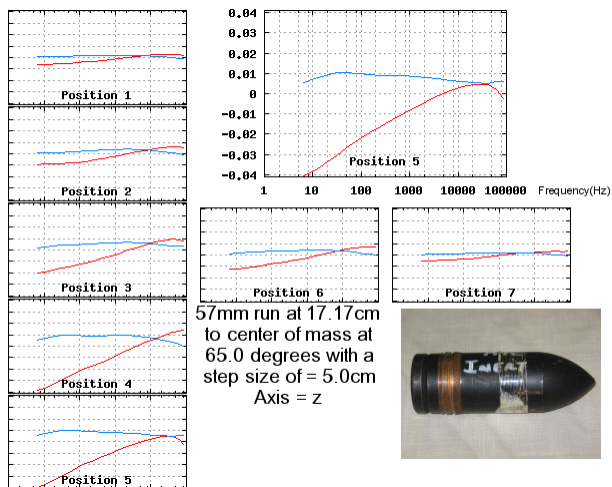 Position 1
Position 2
Position 3
Position 4
Position 5
0.04
0.03
0.02
0.01
0
-0.01
-0.02
-0.03
-0.04
Position 5
1 10 100 1000 10000 100000 Frequency(Hz)
Position 6
Position 7
57mm run at 17.17cm
to center of mass at
65.0 degrees with a
step size of = 5.0cm
Axis = z
INERT